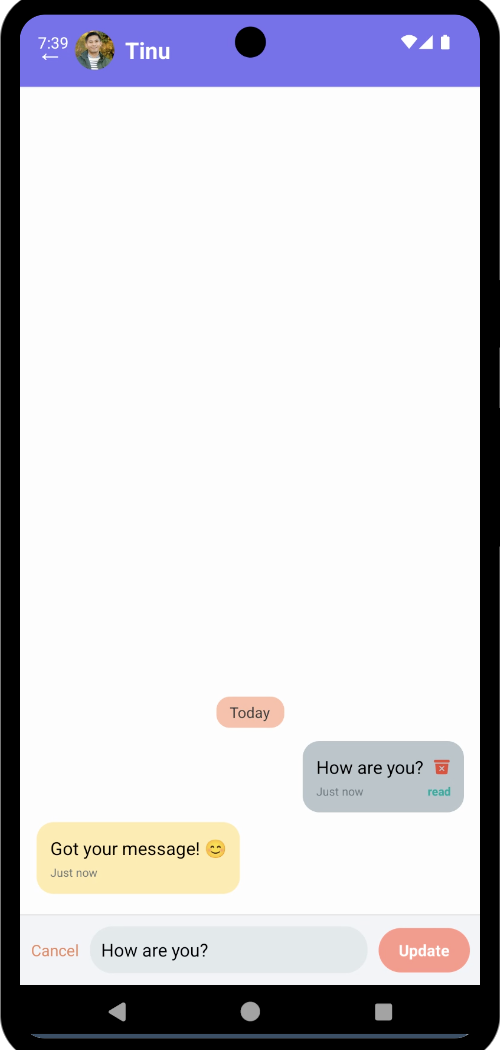 7:39
← Tinu
Today
How are you?
Just now read
Got your message! 😊
Just now
Cancel How are you? Update